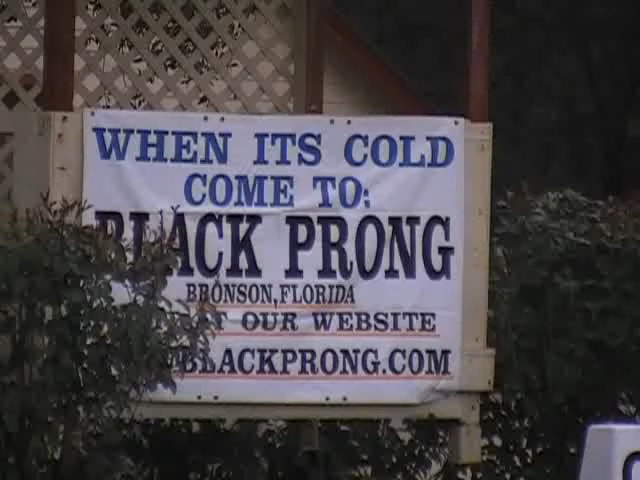 WHEN ITS COLD
COME TO:
BLACK PRONG
BRONSON, FLORIDA
OUR WEBSITE
BLACKPRONG.COM